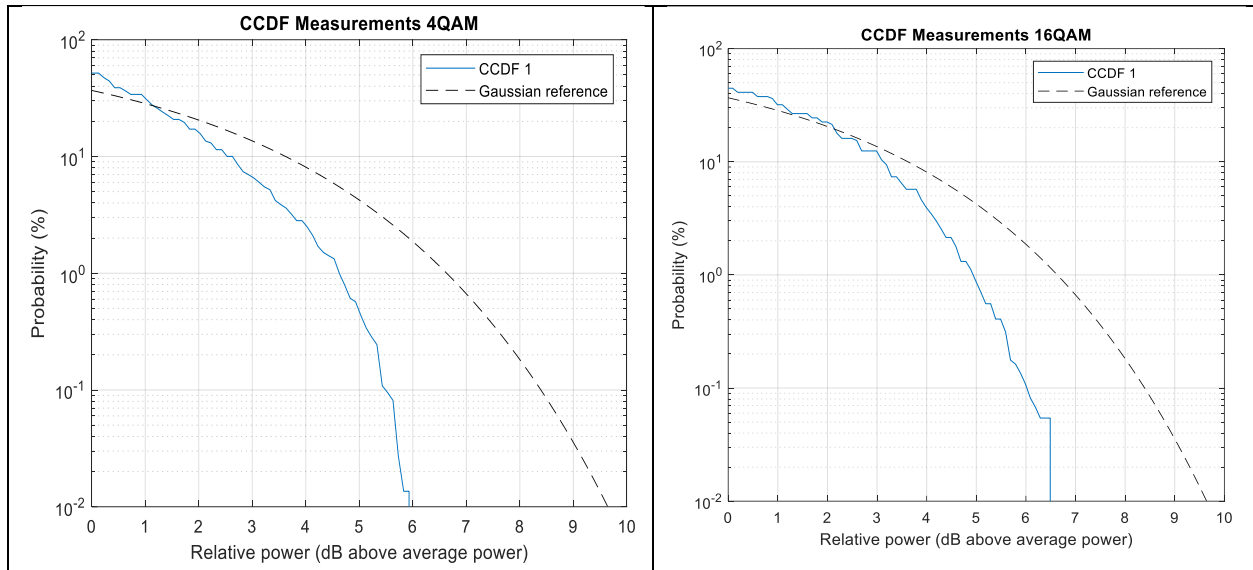 CCDF Measurements 4QAM
10^2
10^1
10^0
10^-1
10^-2
Probability (%)
CCDF 1
Gaussian reference
0 1 2 3 4 5 6 7 8 9 10
Relative power (dB above average power)
CCDF Measurements 16QAM
10^2
10^1
10^0
10^-1
10^-2
Probability (%)
CCDF 1
Gaussian reference
0 1 2 3 4 5 6 7 8 9 10
Relative power (dB above average power)